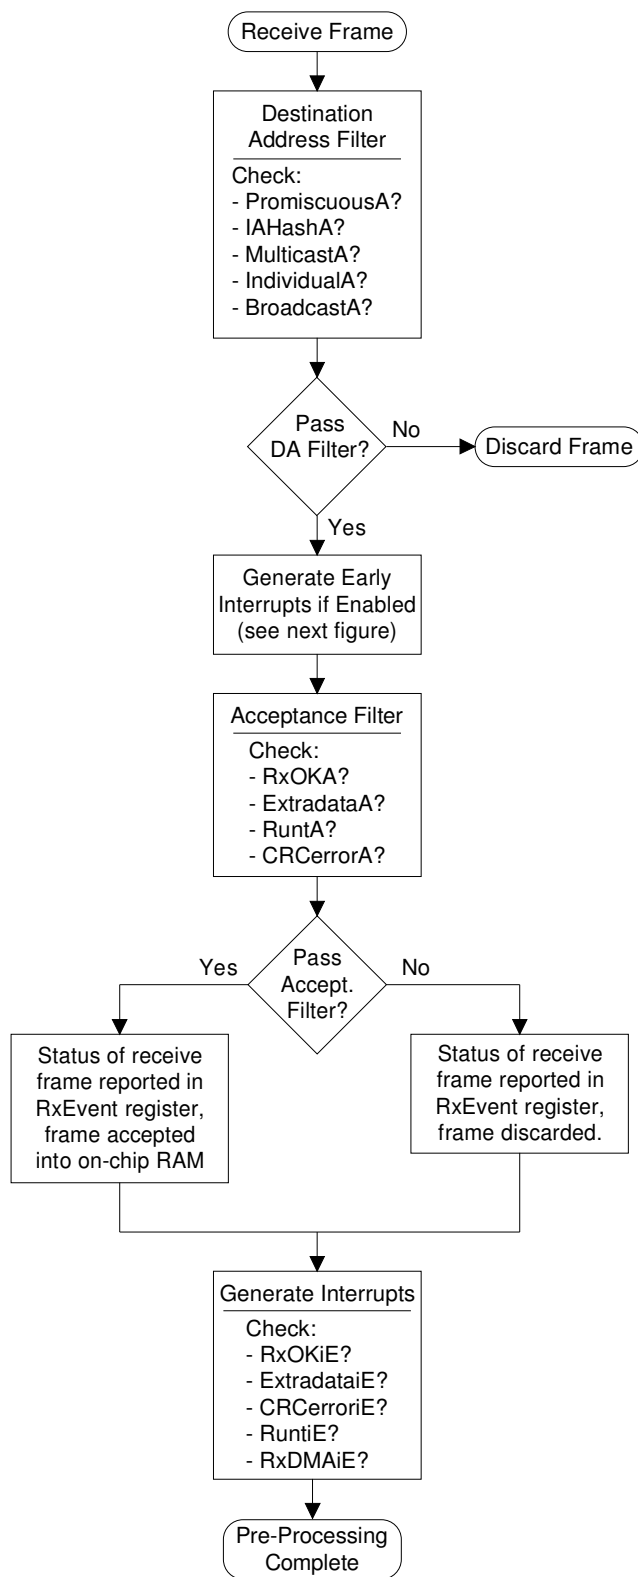 Receive Frame
Destination
Address Filter
Check:
- PromiscuousA?
- IAHashA?
- MulticastA?
- IndividualA?
- BroadcastA?
Pass
DA Filter?
No
Discard Frame
Yes
Generate Early
Interrupts if Enabled
(see next figure)
Acceptance Filter
Check:
- RxOKA?
- ExtradataA?
- RuntA?
- CRCerrorA?
Pass
Accept.
Filter?
Yes
No
Status of receive
frame reported in
RxEvent register,
frame accepted
into on-chip RAM
Status of receive
frame reported in
RxEvent register,
frame discarded.
Generate Interrupts
Check:
- RxOKiE?
- ExtradataiE?
- CRCerroriE?
- RuntiE?
- RxDMAiE?
Pre-Processing
Complete